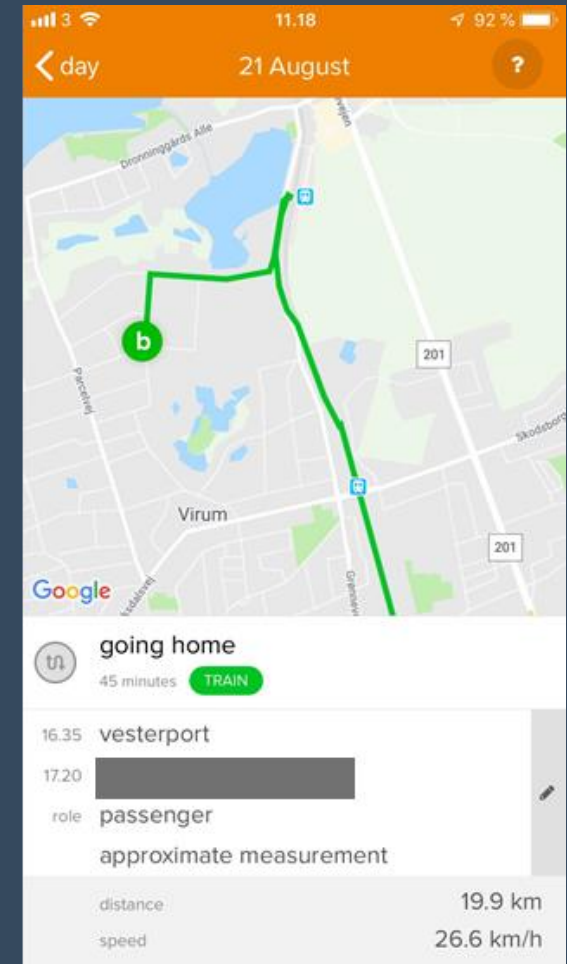 3 11.18 92 %
day 21 August ?
Dronninggårds Alle
b
201
Parcelvej
Skodsborg
Virum
201
Google
going home
45 minutes TRAIN
16.35 vesterport
17.20
role passenger
approximate measurement
distance 19.9 km
speed 26.6 km/h